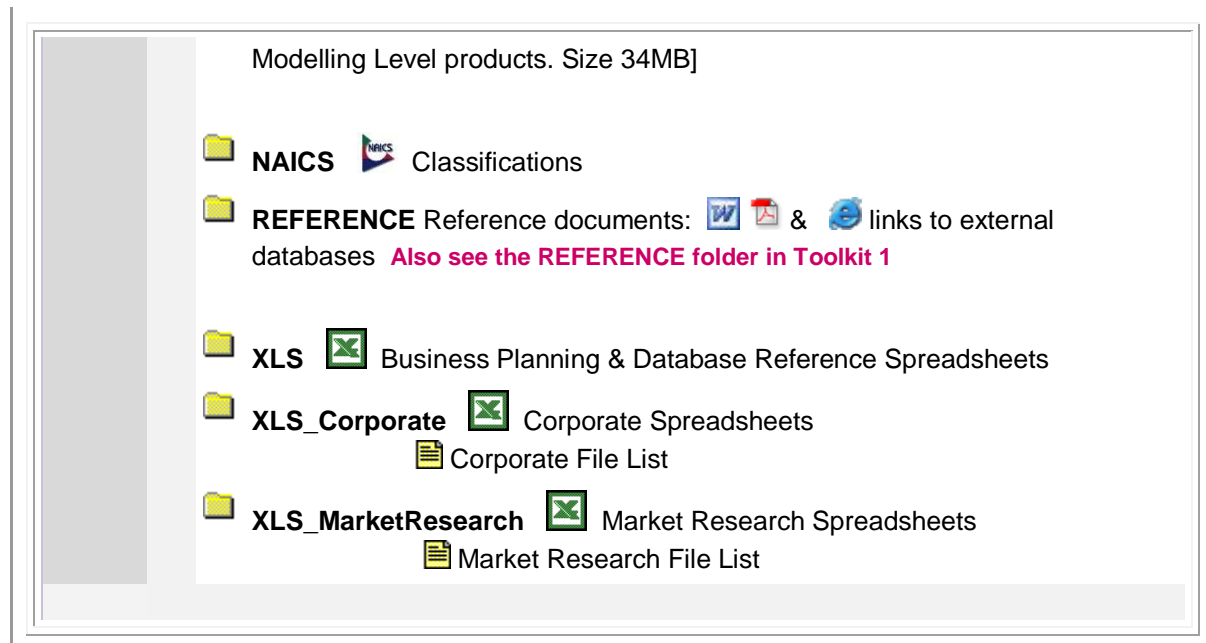 Modelling Level products. Size 34MB]
NAICS NAICS Classifications
REFERENCE Reference documents: W & e links to external
databases Also see the REFERENCE folder in Toolkit 1
XLS X Business Planning & Database Reference Spreadsheets
XLS_Corporate X Corporate Spreadsheets
Corporate File List
XLS_MarketResearch X Market Research Spreadsheets
Market Research File List